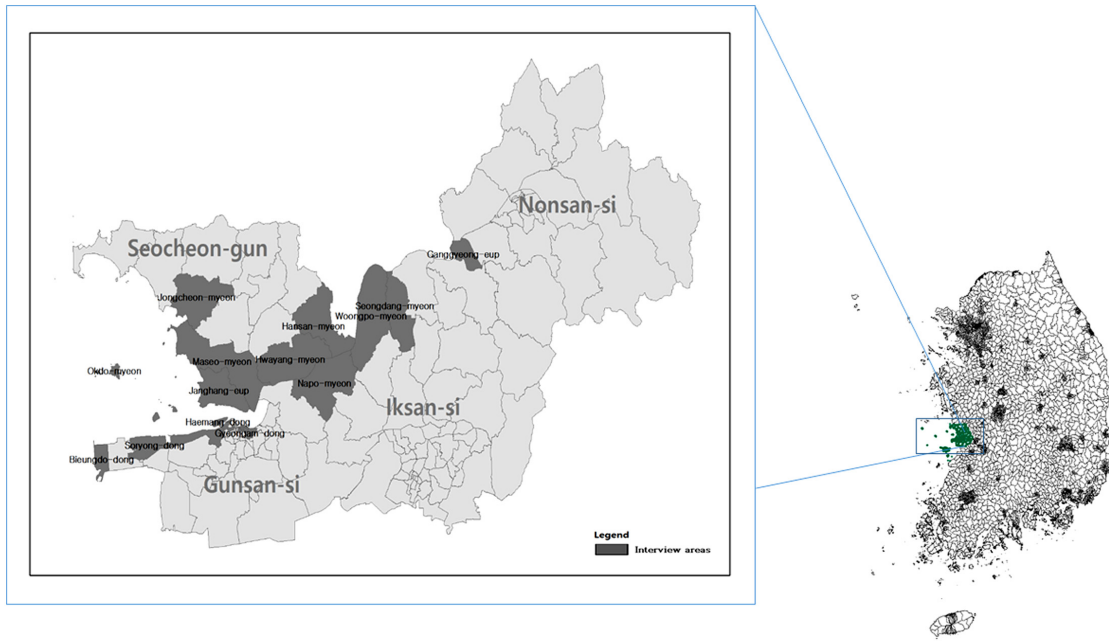 Nonsan-si
Seocheon-gun
Ganggyeong-eup
Jongcheon-myeon
Seongdang-myeon
Woongpo-myeon
Hansan-myeon
Maseo-myeon
Hwayang-myeon
Okdo-myeon
Napo-myeon
Janghang-eup
Iksan-si
Haemang-dong
Gyeongam-dong
Soryong-dong
Bieungdo-dong
Gunsan-si
Legend
Interview areas